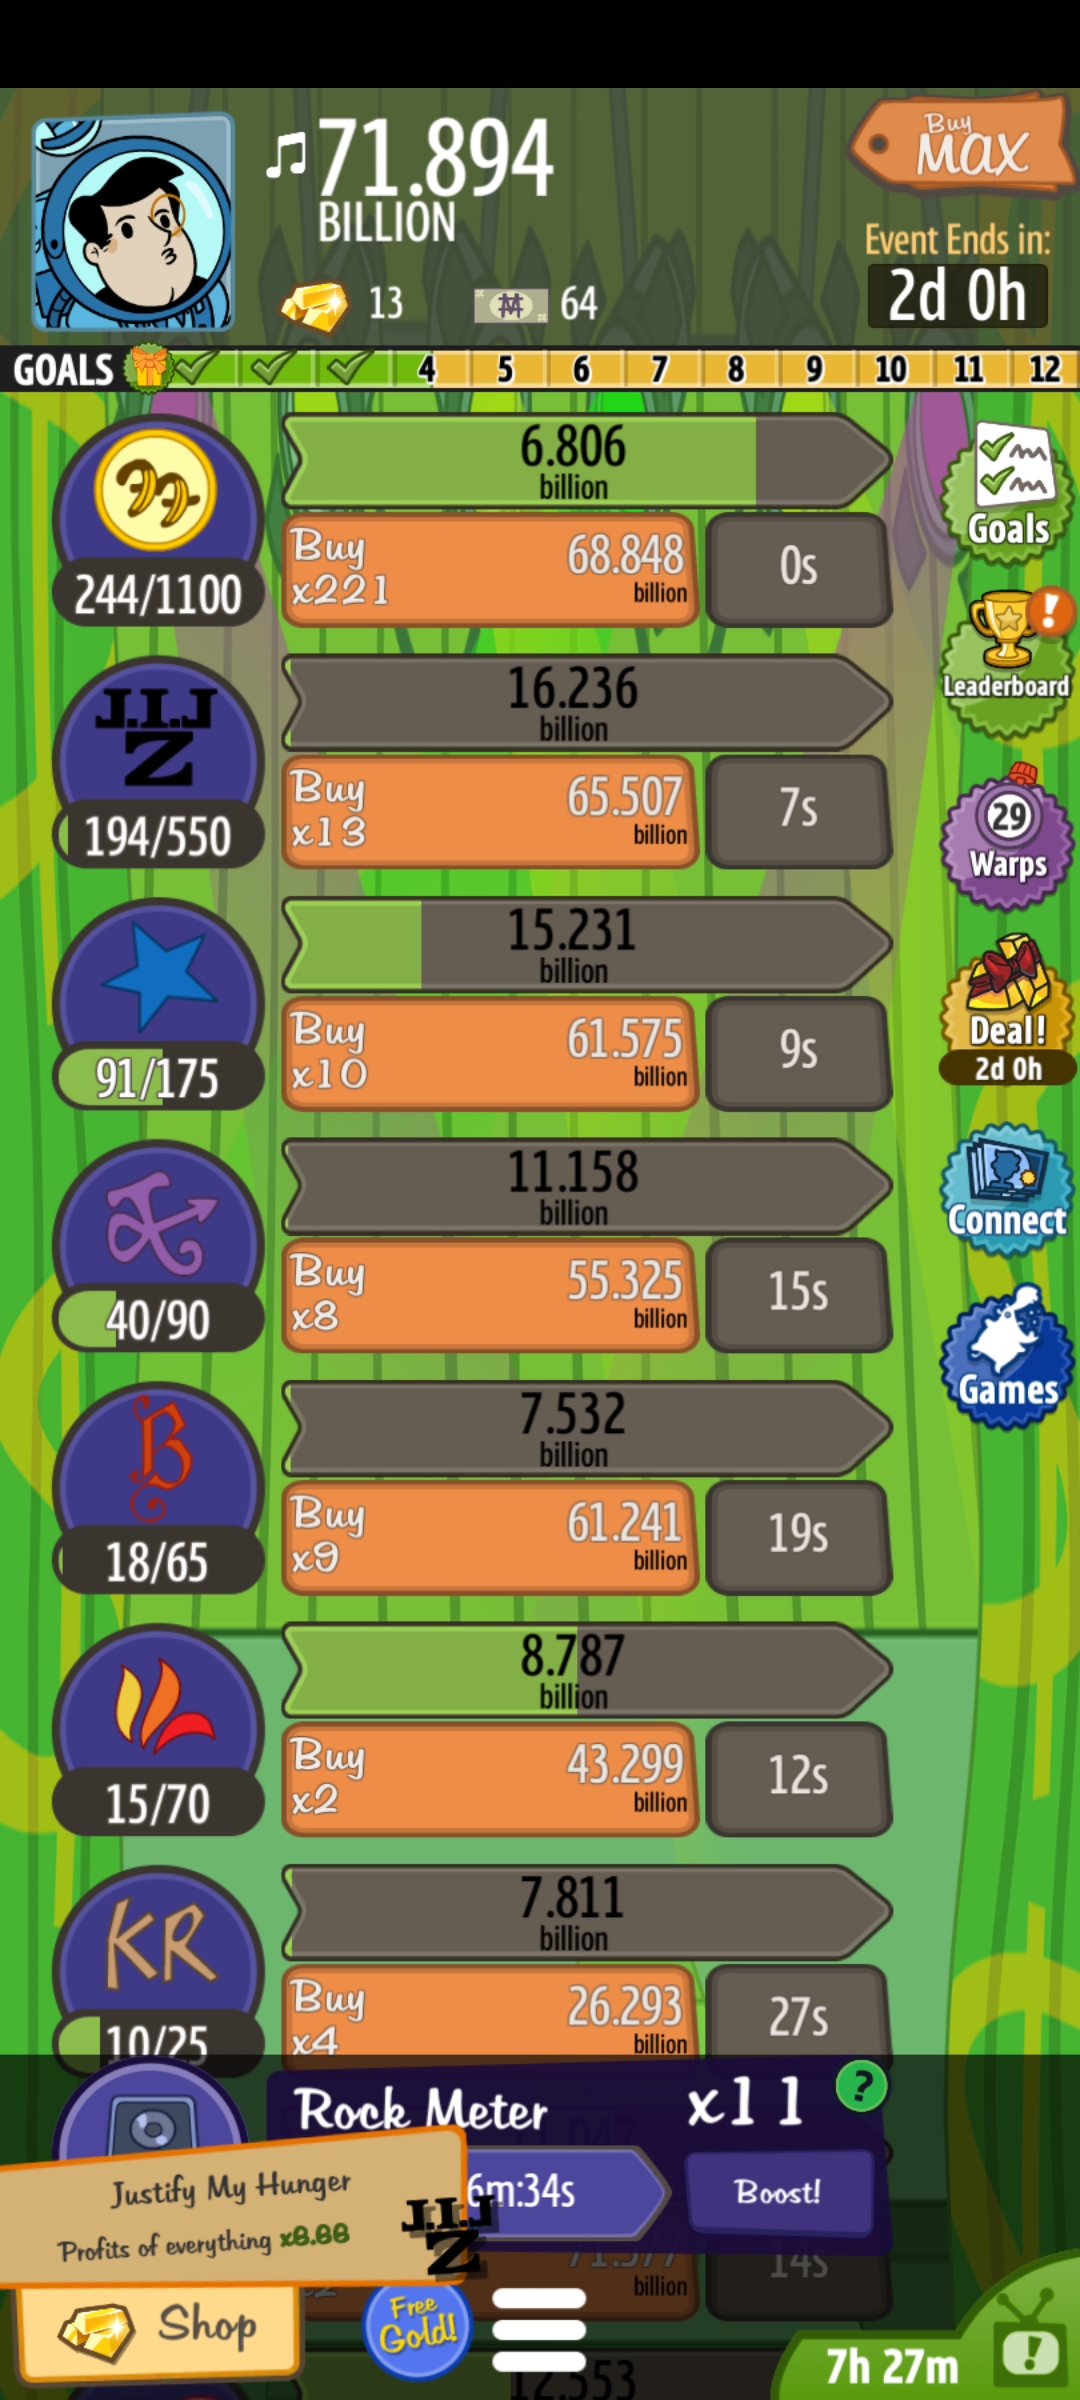 71.894
BILLION
Buy
MAX
Event Ends in:
2d 0h
13
64
GOALS
4
5
6
7
8
9
10
11
12
6.806
billion
Buy
x221
68.848
billion
0s
244/1100
Goals
J.I.J
Z
16.236
billion
Buy
x13
65.507
billion
7s
194/550
Leaderboard
29
Warps
15.231
billion
Buy
x10
61.575
billion
9s
91/175
Deal!
2d 0h
11.158
billion
Buy
x8
55.325
billion
15s
40/90
Connect
Games
B
7.532
billion
Buy
x9
61.241
billion
19s
18/65
8.787
billion
Buy
x2
43.299
billion
12s
15/70
KR
7.811
billion
Buy
x4
26.293
billion
27s
10/25
Rock Meter
x11
?
6m:34s
Boost!
Justify My Hunger
Profits of everything x8.88
J.I.J
Z
billion
14s
Shop
Free
Gold!
12.553
7h 27m